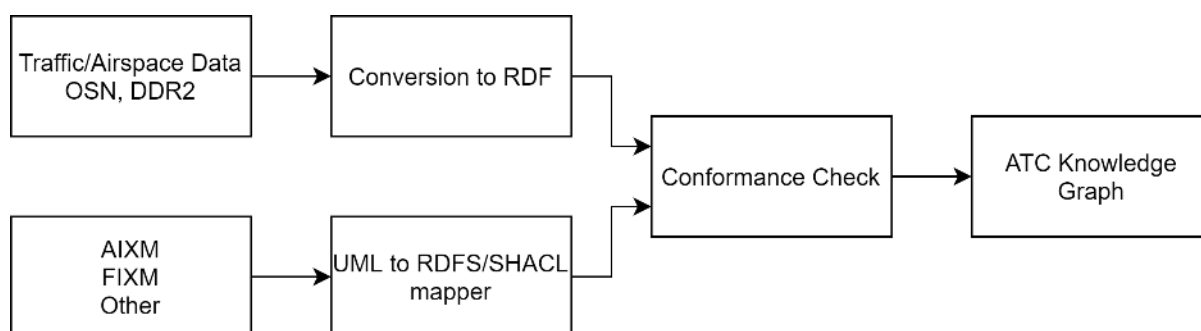 Traffic/Airspace Data
OSN, DDR2
Conversion to RDF
Conformance Check
ATC Knowledge
Graph
AIXM
FIXM
Other
UML to RDFS/SHACL
mapper